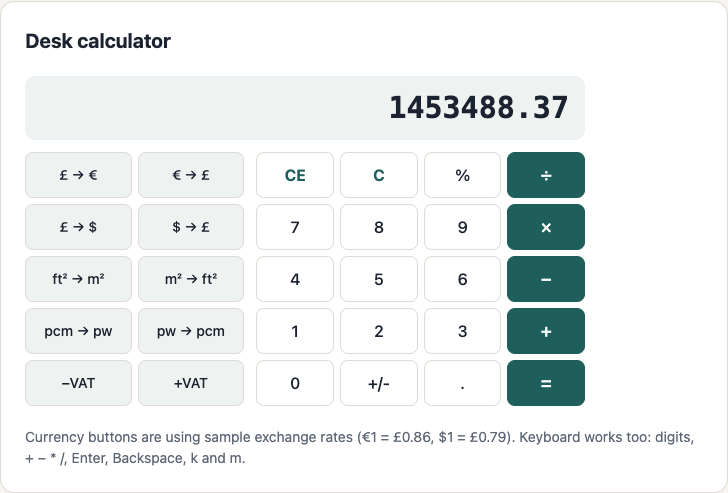 Desk calculator
1453488.37
£ → € € → £ CE C % ÷
£ → $ $ → £ 7 8 9 ×
ft² → m² m² → ft² 4 5 6 −
pcm → pw pw → pcm 1 2 3 +
−VAT +VAT 0 +/- . =
Currency buttons are using sample exchange rates (€1 = £0.86, $1 = £0.79). Keyboard works too: digits,
+ − * /, Enter, Backspace, k and m.